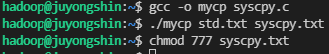 hadoop@juyongshin:~$ gcc -o mycp syscpy.c
hadoop@juyongshin:~$ ./mycp std.txt syscpy.txt
hadoop@juyongshin:~$ chmod 777 syscpy.txt